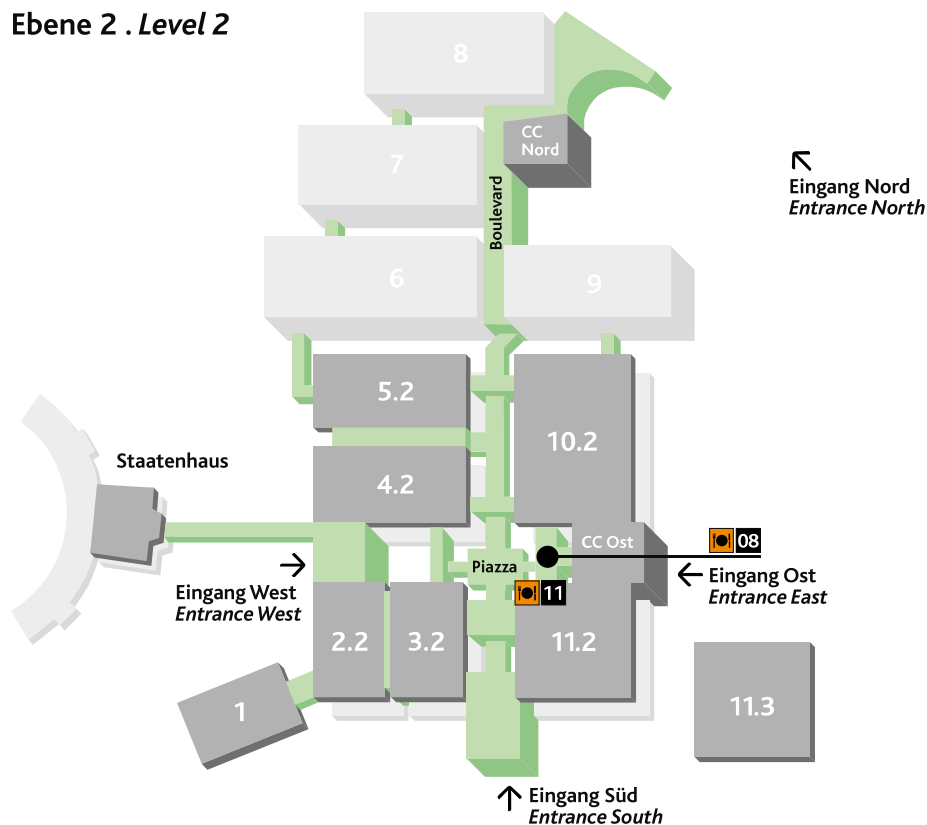 Ebene 2 . Level 2
8
CC
Nord
7
Eingang Nord
Entrance North
Boulevard
6
9
5.2
10.2
Staatenhaus
4.2
CC Ost
08
Piazza
Eingang West
Entrance West
Eingang Ost
Entrance East
11
2.2
3.2
11.2
1
11.3
Eingang Süd
Entrance South